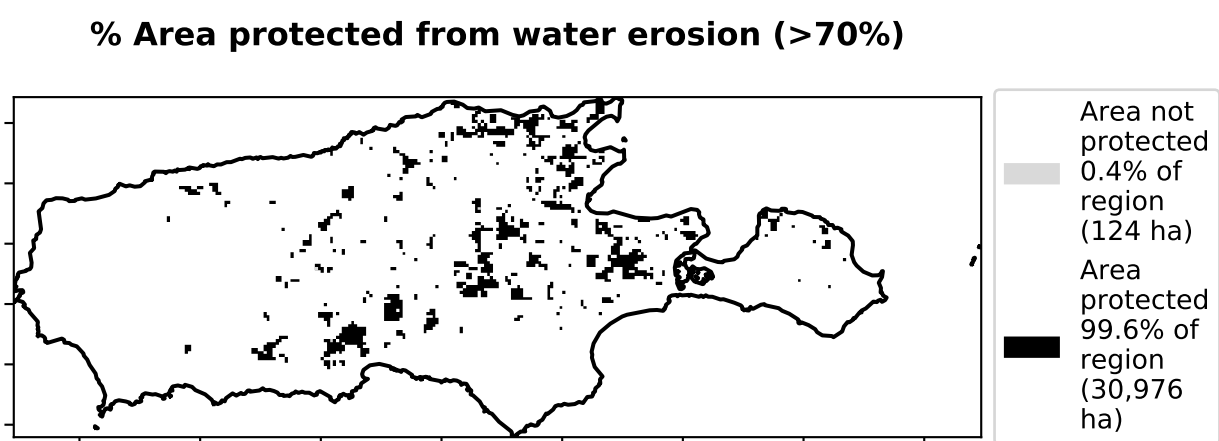 % Area protected from water erosion (>70%)
Area not
protected
0.4% of
region
(124 ha)
Area
protected
99.6% of
region
(30,976
ha)